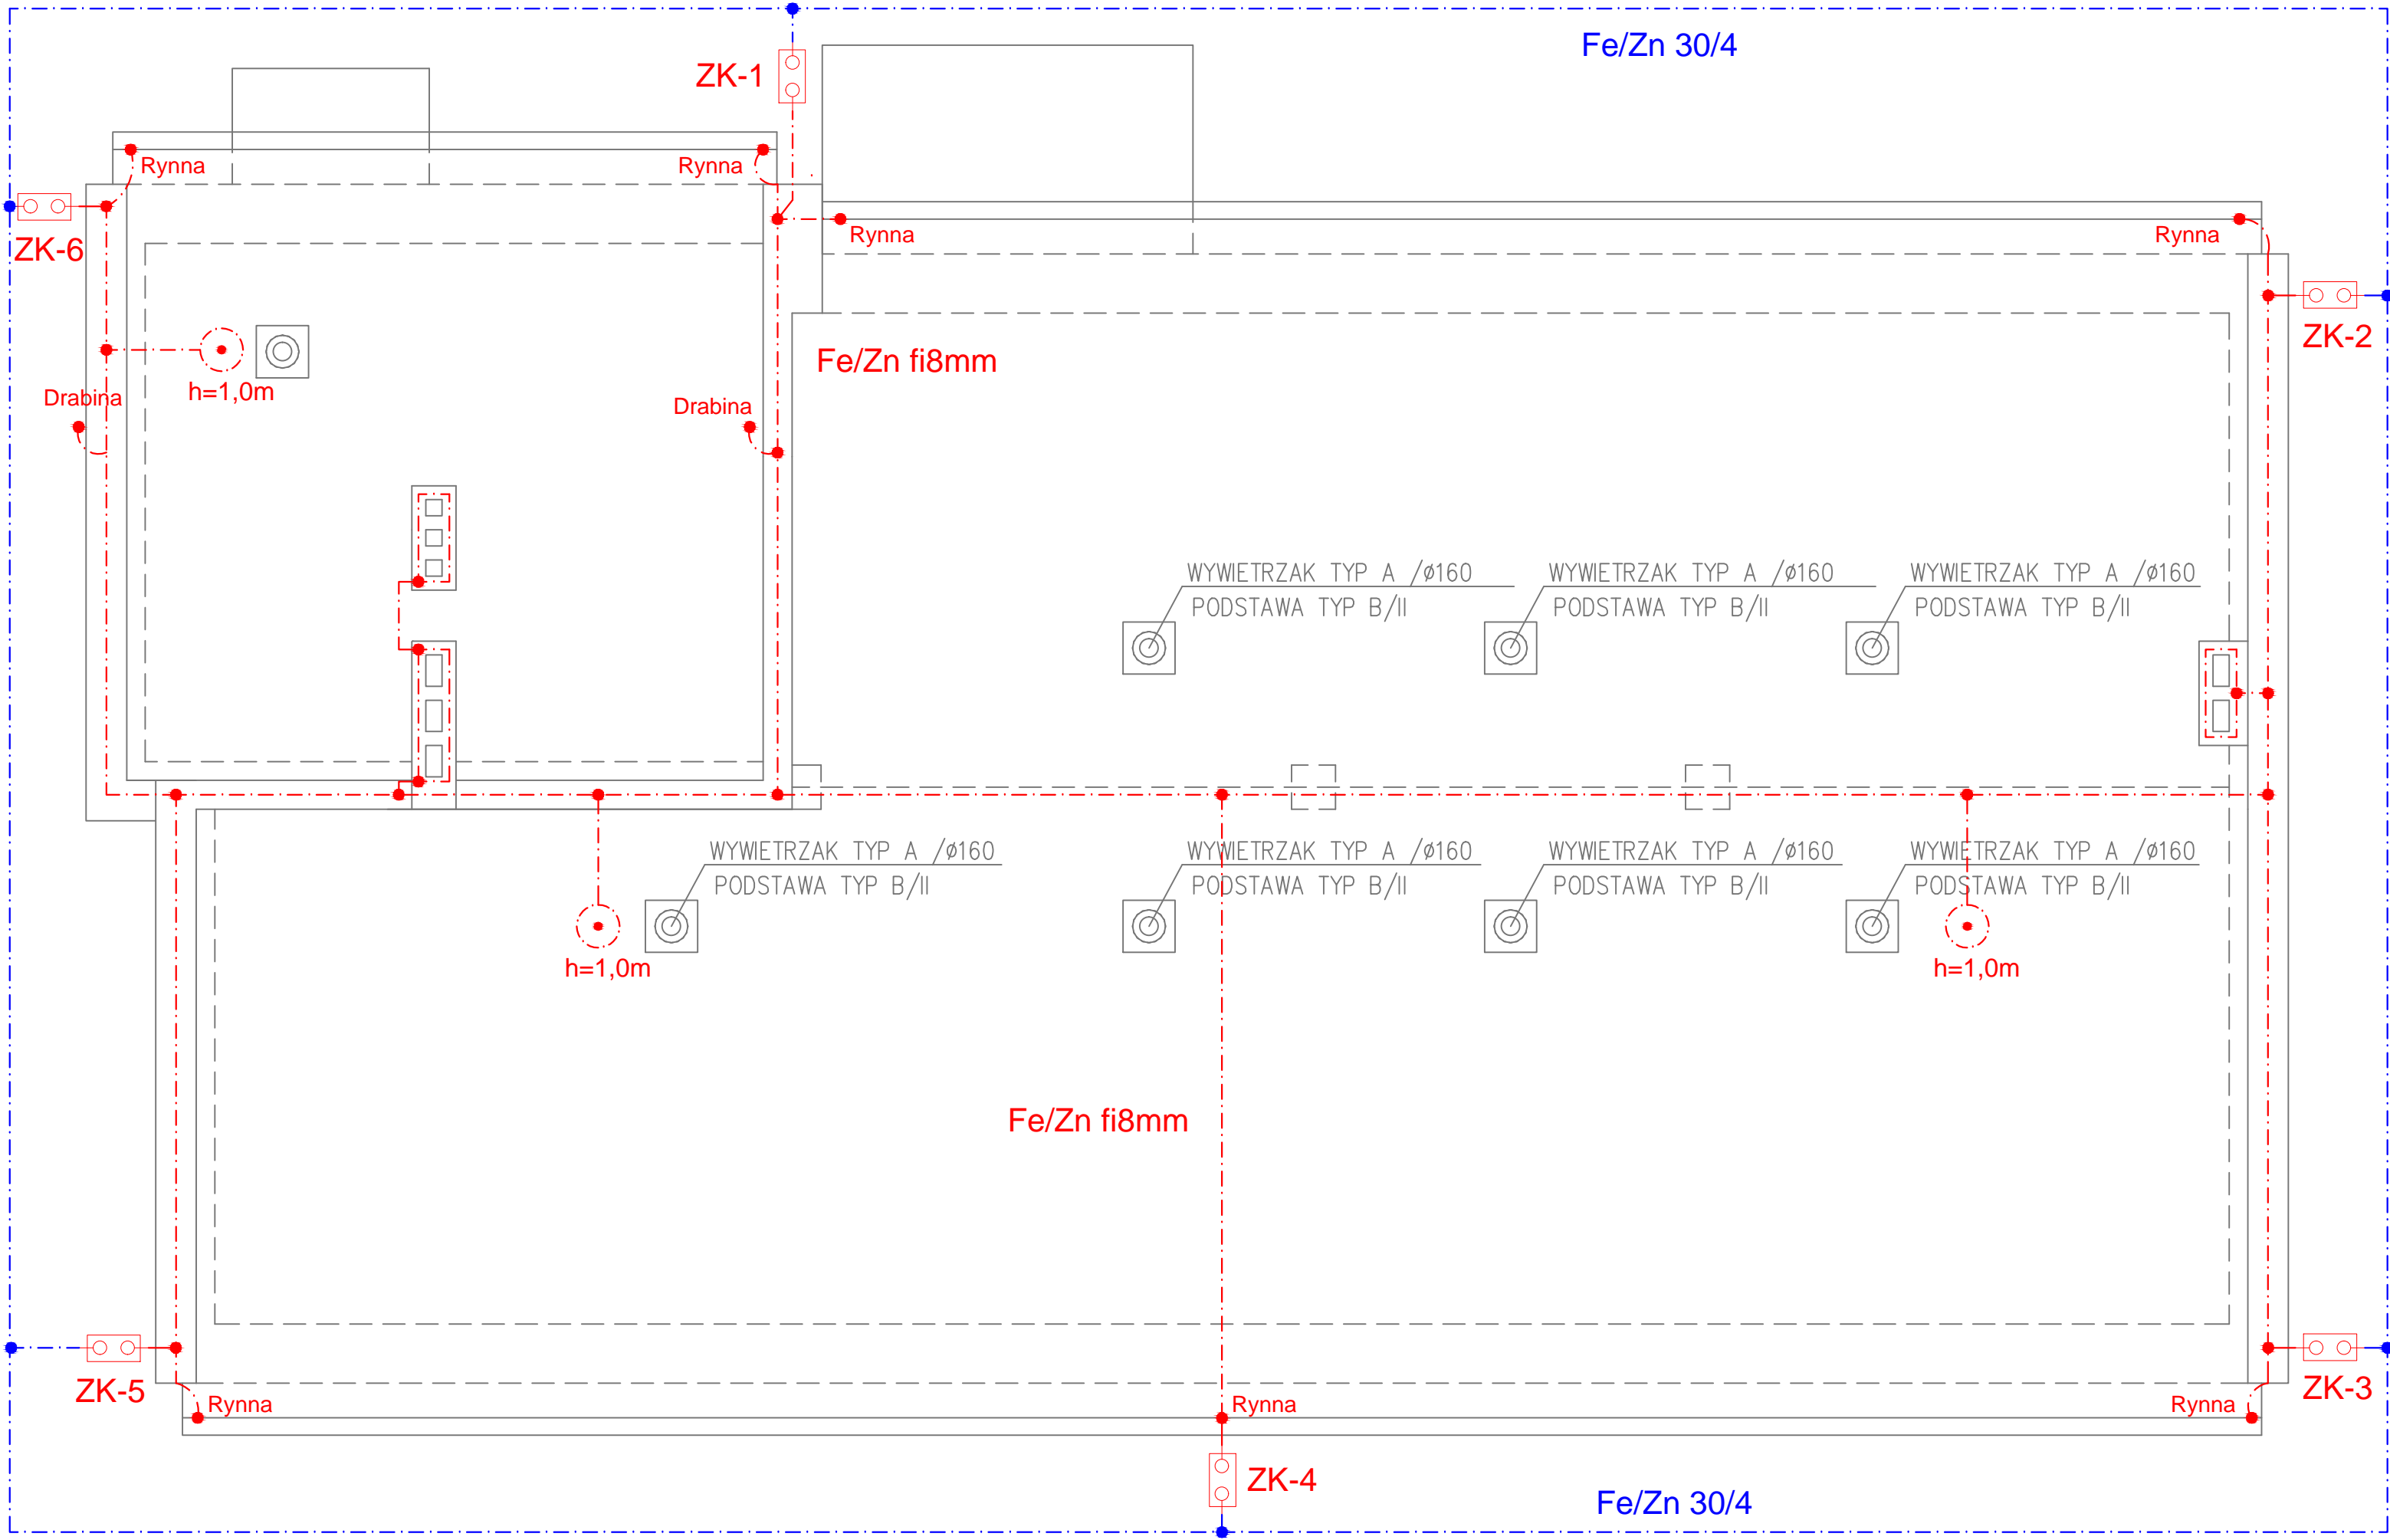 Fe/Zn 30/4
ZK-1
Rynna
Rynna
Rynna
Rynna
ZK-6
ZK-2
Fe/Zn fi8mm
h=1,0m
Drabina
Drabina
WYWIETRZAK TYP A /ø160
PODSTAWA TYP B/II
WYWIETRZAK TYP A /ø160
PODSTAWA TYP B/II
WYWIETRZAK TYP A /ø160
PODSTAWA TYP B/II
WYWIETRZAK TYP A /ø160
PODSTAWA TYP B/II
WYWIETRZAK TYP A /ø160
PODSTAWA TYP B/II
WYWIETRZAK TYP A /ø160
PODSTAWA TYP B/II
WYWIETRZAK TYP A /ø160
PODSTAWA TYP B/II
h=1,0m
h=1,0m
Fe/Zn fi8mm
ZK-5
ZK-3
Rynna
Rynna
Rynna
ZK-4
Fe/Zn 30/4